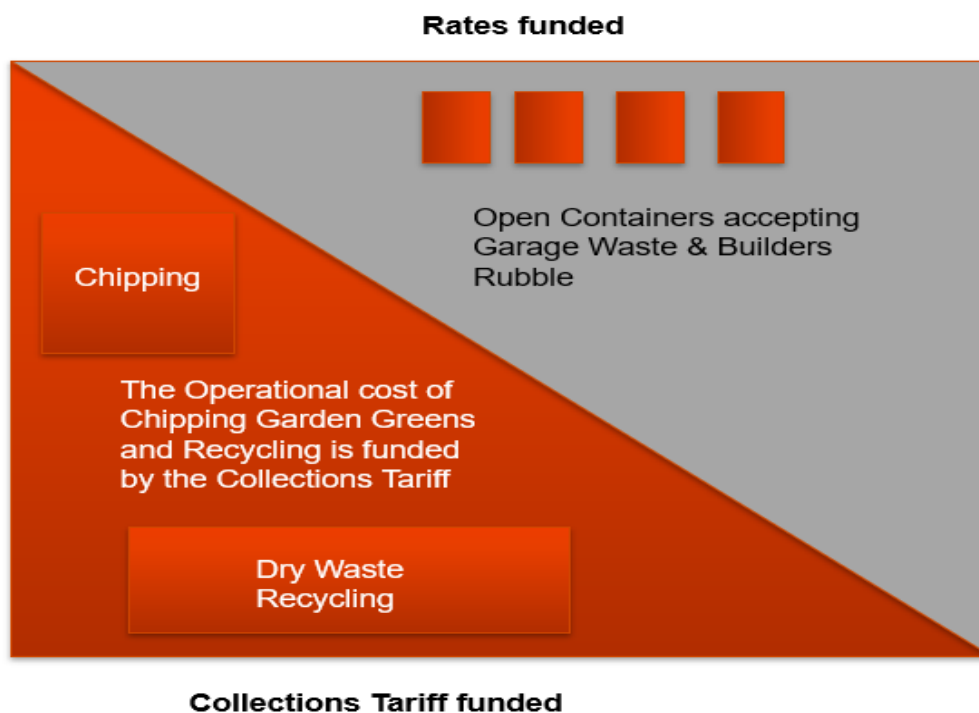 Rates funded
Open Containers accepting
Garage Waste & Builders
Rubble
Chipping
The Operational cost of
Chipping Garden Greens
and Recycling is funded
by the Collections Tariff
Dry Waste
Recycling
Collections Tariff funded